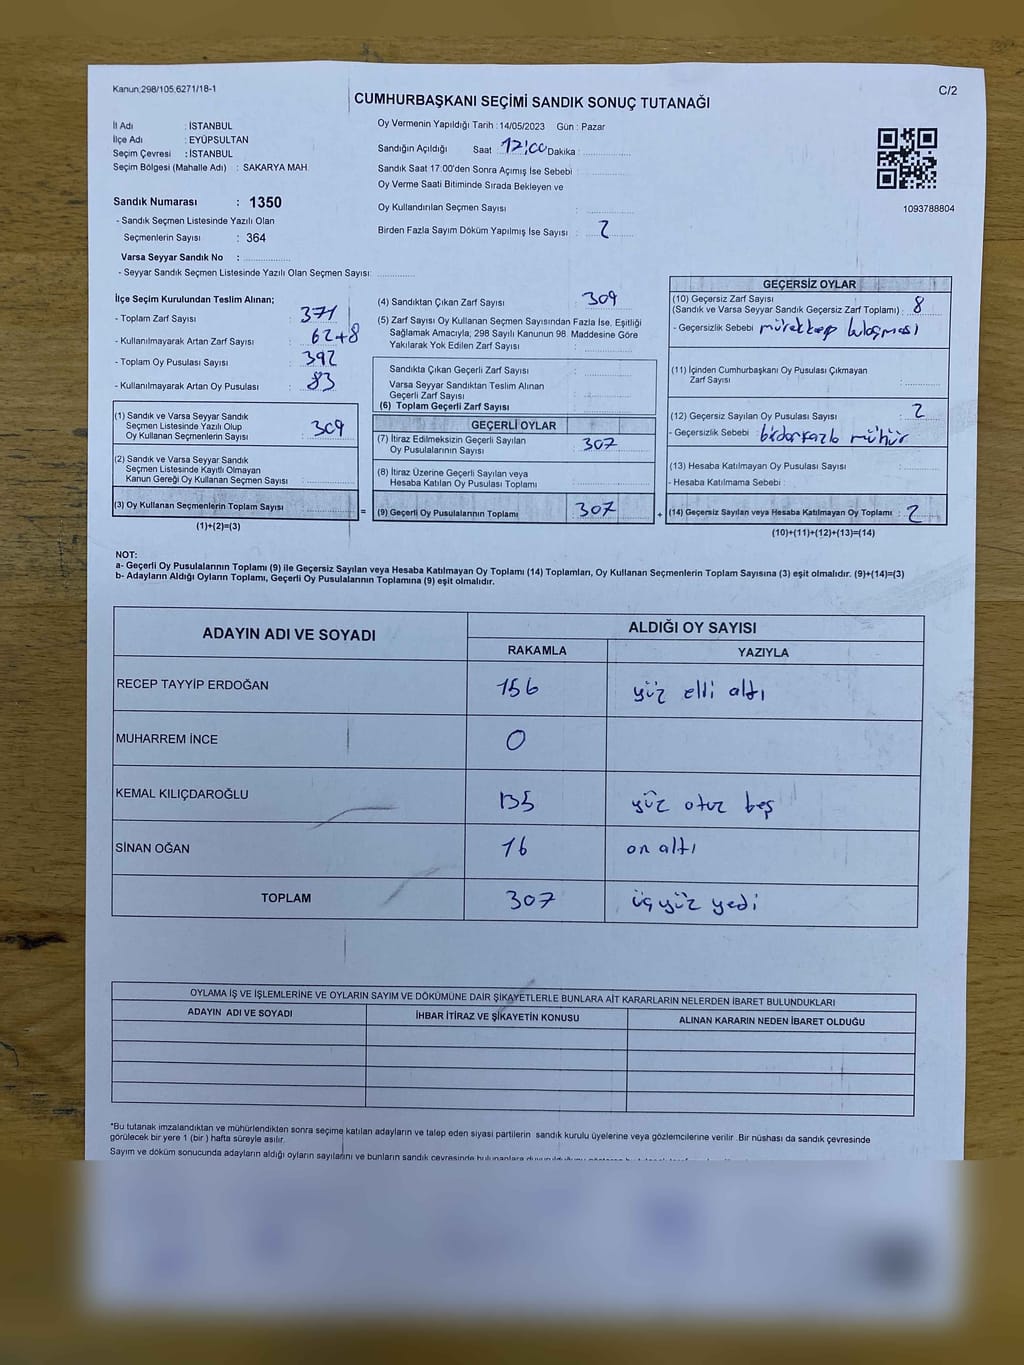 Kanun:298/105,6271/18-1
C/2
CUMHURBAŞKANI SEÇİMİ SANDIK SONUÇ TUTANAĞI
İl Adı : İSTANBUL
İlçe Adı : EYÜPSULTAN
Seçim Çevresi : İSTANBUL
Seçim Bölgesi (Mahalle Adı) : SAKARYA MAH.
Sandık Numarası : 1350
- Sandık Seçmen Listesinde Yazılı Olan
Seçmenlerin Sayısı : 364
Varsa Seyyar Sandık No :
- Seyyar Sandık Seçmen Listesinde Yazılı Olan Seçmen Sayısı:
Oy Vermenin Yapıldığı Tarih : 14/05/2023 Gün : Pazar
Sandığın Açıldığı Saat : 17:00 Dakika :
Sandık Saat 17:00'den Sonra Açımış İse Sebebi :
Oy Verme Saati Bitiminde Sırada Bekleyen ve
Oy Kullandırılan Seçmen Sayısı :
Birden Fazla Sayım Döküm Yapılmış İse Sayısı : 2
1093788804
İlçe Seçim Kurulundan Teslim Alınan;
- Toplam Zarf Sayısı : 371
- Kullanılmayarak Artan Zarf Sayısı : 62+8
- Toplam Oy Pusulası Sayısı : 392
- Kullanılmayarak Artan Oy Pusulası : 83
(1) Sandık ve Varsa Seyyar Sandık
Seçmen Listesinde Yazılı Olup
Oy Kullanan Seçmenlerin Sayısı : 309
(2) Sandık ve Varsa Seyyar Sandık
Seçmen Listesinde Kayıtlı Olmayan
Kanun Gereği Oy Kullanan Seçmen Sayısı :
(3) Oy Kullanan Seçmenlerin Toplam Sayısı
(1)+(2)=(3)
=
(4) Sandıktan Çıkan Zarf Sayısı : 309
(5) Zarf Sayısı Oy Kullanan Seçmen Sayısından Fazla İse, Eşitliği
Sağlamak Amacıyla; 298 Sayılı Kanunun 98. Maddesine Göre
Yakılarak Yok Edilen Zarf Sayısı :
Sandıkta Çıkan Geçerli Zarf Sayısı :
Varsa Seyyar Sandıktan Teslim Alınan
Geçerli Zarf Sayısı :
(6) Toplam Geçerli Zarf Sayısı :
GEÇERLİ OYLAR
(7) İtiraz Edilmeksizin Geçerli Sayılan
Oy Pusulalarının Sayısı : 307
(8) İtiraz Üzerine Geçerli Sayılan veya
Hesaba Katılan Oy Pusulası Toplamı :
(9) Geçerli Oy Pusulalarının Toplamı : 307
+
GEÇERSİZ OYLAR
(10) Geçersiz Zarf Sayısı
(Sandık ve Varsa Seyyar Sandık Geçersiz Zarf Toplamı) : 8
- Geçersizlik Sebebi : mürekkep bulaşması
(11) İçinden Cumhurbaşkanı Oy Pusulası Çıkmayan
Zarf Sayısı :
(12) Geçersiz Sayılan Oy Pusulası Sayısı : 2
- Geçersizlik Sebebi : birden fazla mühür
(13) Hesaba Katılmayan Oy Pusulası Sayısı :
- Hesaba Katılmama Sebebi :
(14) Geçersiz Sayılan veya Hesaba Katılmayan Oy Toplamı : 2
(10)+(11)+(12)+(13)=(14)
NOT:
a- Geçerli Oy Pusulalarının Toplamı (9) ile Geçersiz Sayılan veya Hesaba Katılmayan Oy Toplamı (14) Toplamları, Oy Kullanan Seçmenlerin Toplam Sayısına (3) eşit olmalıdır. (9)+(14)=(3)
b- Adayların Aldığı Oyların Toplamı, Geçerli Oy Pusulalarının Toplamına (9) eşit olmalıdır.
ADAYIN ADI VE SOYADI
ALDIĞI OY SAYISI
RAKAMLA YAZIYLA
RECEP TAYYİP ERDOĞAN 156 yüz elli altı
MUHARREM İNCE 0
KEMAL KILIÇDAROĞLU 135 yüz otuz beş
SİNAN OĞAN 16 on altı
TOPLAM 307 üçyüz yedi
OYLAMA İŞ VE İŞLEMLERİNE VE OYLARIN SAYIM VE DÖKÜMÜNE DAİR ŞİKAYETLERLE BUNLARA AİT KARARLARIN NELERDEN İBARET BULUNDUKLARI
ADAYIN ADI VE SOYADI İHBAR İTİRAZ VE ŞİKAYETİN KONUSU ALINAN KARARIN NEDEN İBARET OLDUĞU
*Bu tutanak imzalandıktan ve mühürlendikten sonra seçime katılan adayların ve talep eden siyasi partilerin sandık kurulu üyelerine veya gözlemcilerine verilir .Bir nüshası da sandık çevresinde
görülecek bir yere 1 (bir ) hafta süreyle asılır.
Sayım ve döküm sonucunda adayların aldığı oyların sayılarını ve bunların sandık çevresinde bulunanlara